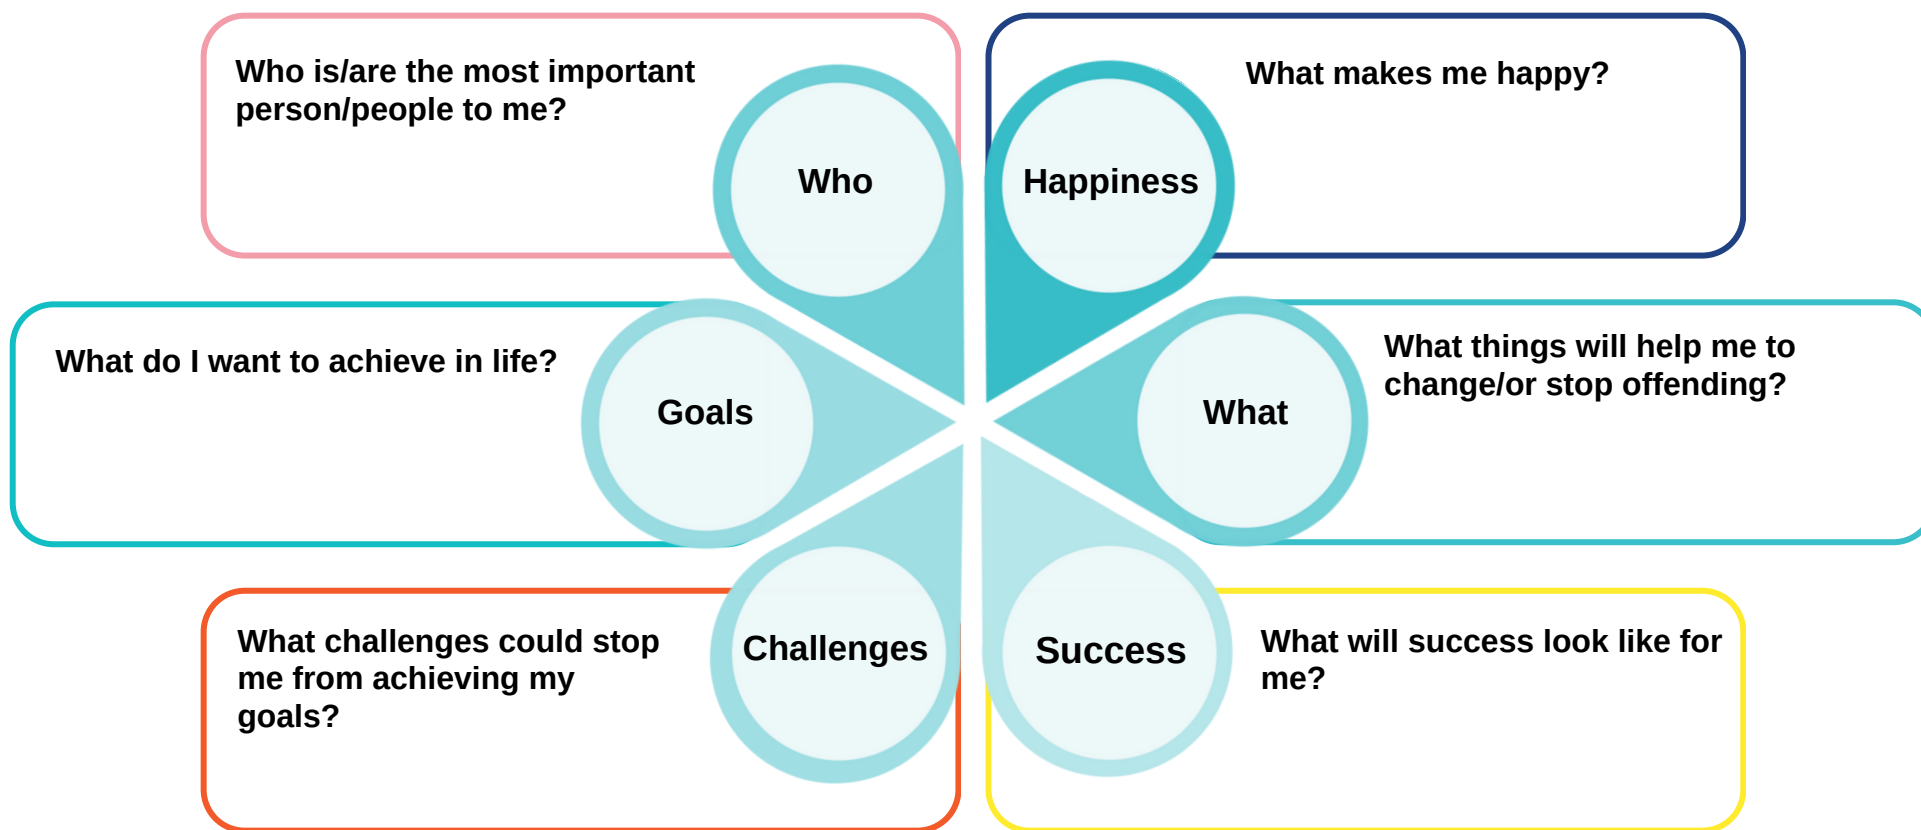 Who is/are the most important
person/people to me?
Who
Happiness
What makes me happy?
What do I want to achieve in life?
Goals
What
What things will help me to
change/or stop offending?
What challenges could stop
me from achieving my
goals?
Challenges
Success
What will success look like for
me?